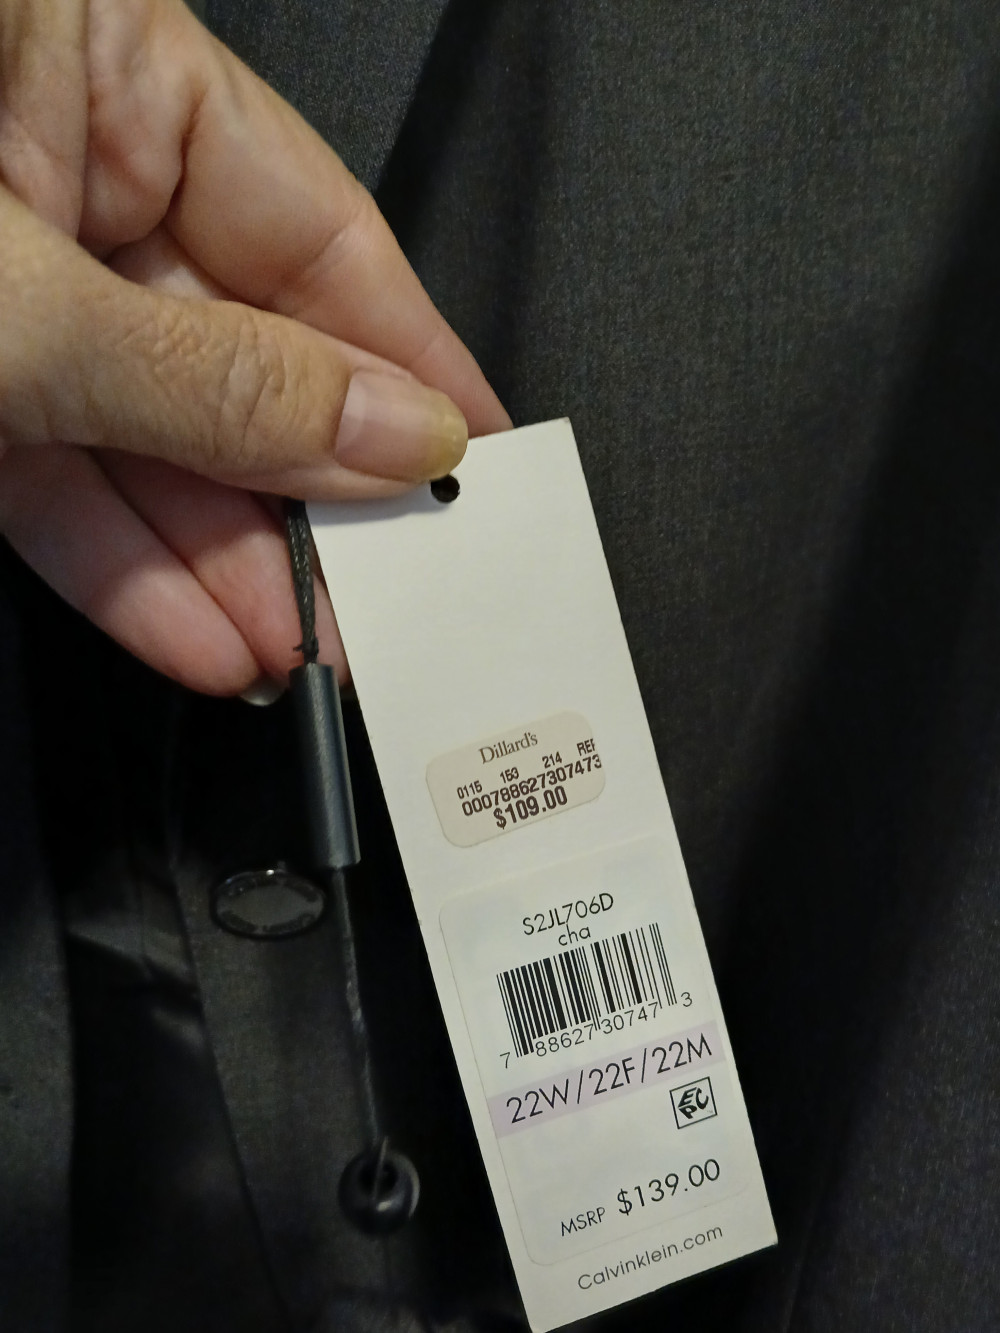 Dillard's
0115 153 214 REF
000788627307473
$109.00
S2JL706D
cha
7 88627 30747 3
22W/22F/22M
EPC
MSRP $139.00
Calvinklein.com